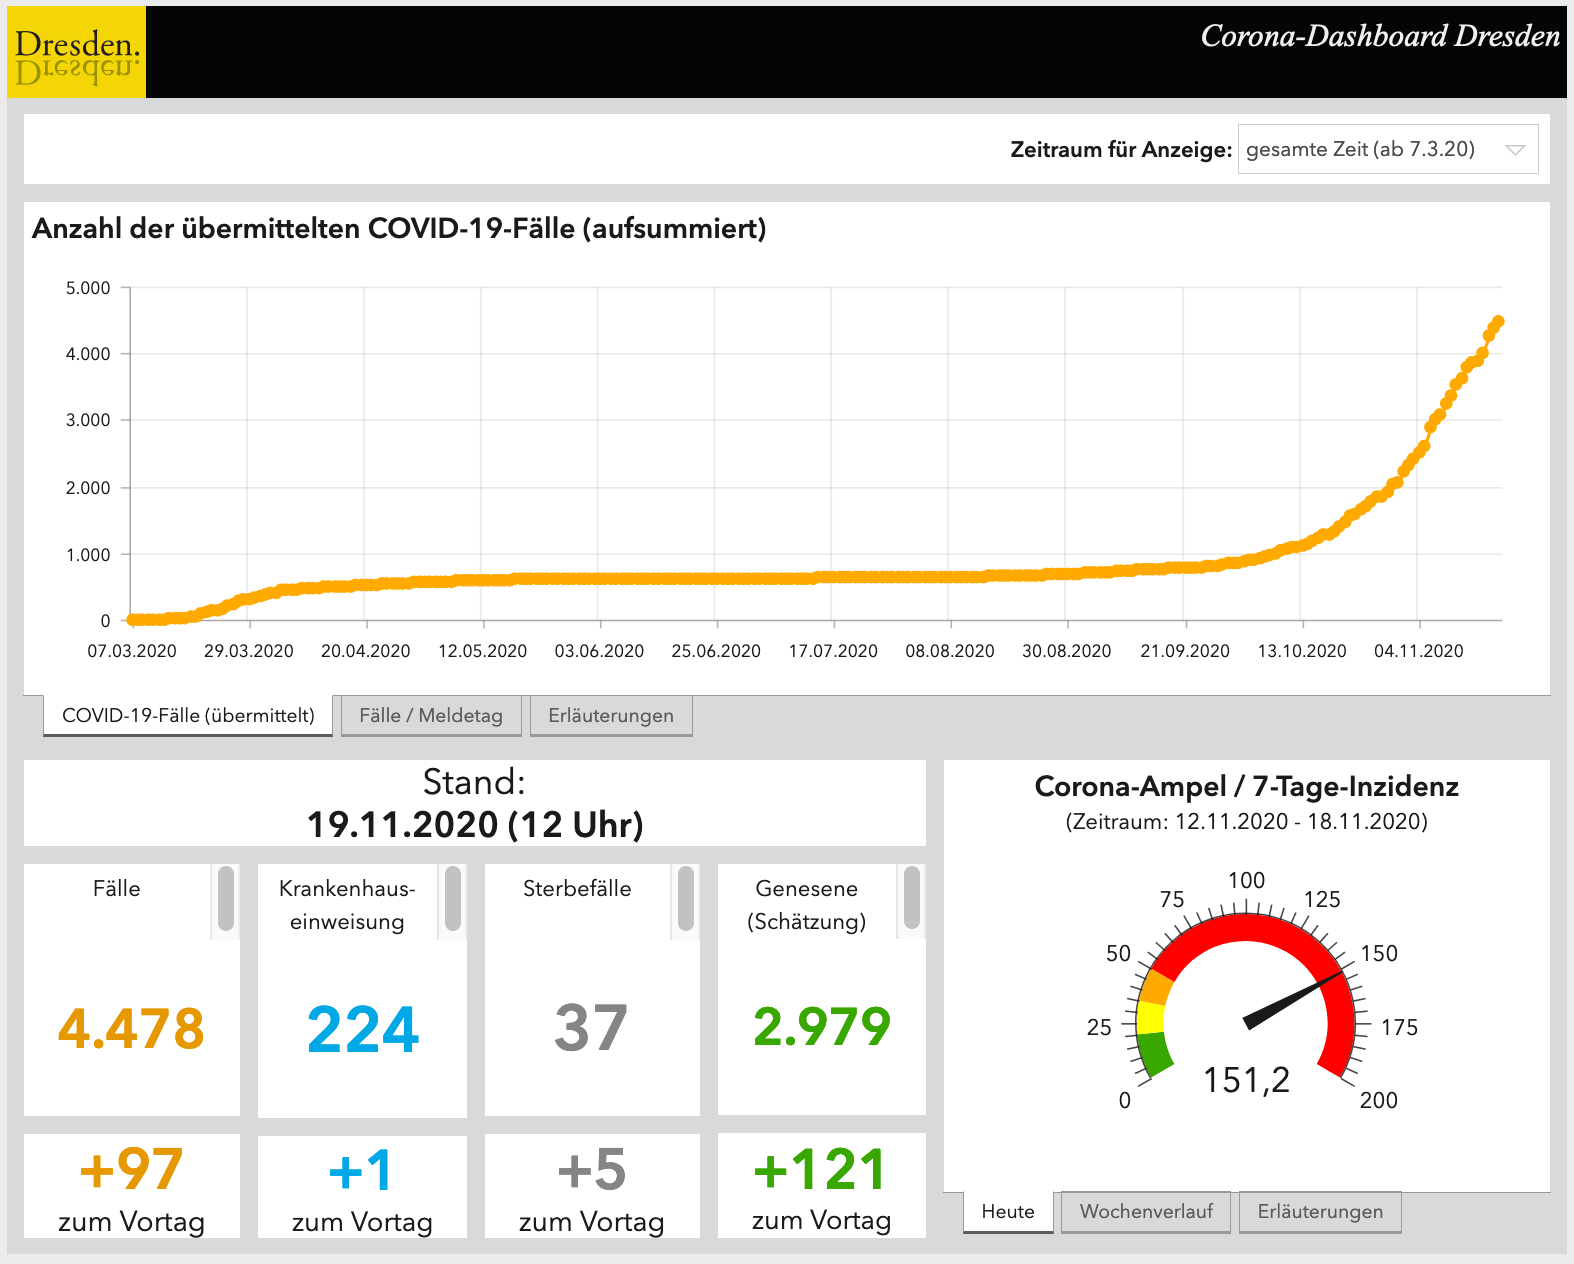 Dresden.
Dresden.
Corona-Dashboard Dresden
Zeitraum für Anzeige: gesamte Zeit (ab 7.3.20)
Anzahl der übermittelten COVID-19-Fälle (aufsummiert)
5.000
4.000
3.000
2.000
1.000
0
07.03.2020 29.03.2020 20.04.2020 12.05.2020 03.06.2020 25.06.2020 17.07.2020 08.08.2020 30.08.2020 21.09.2020 13.10.2020 04.11.2020
COVID-19-Fälle (übermittelt) Fälle / Meldetag Erläuterungen
Stand:
19.11.2020 (12 Uhr)
Fälle
4.478
+97
zum Vortag
Krankenhaus-
einweisung
224
+1
zum Vortag
Sterbefälle
37
+5
zum Vortag
Genesene
(Schätzung)
2.979
+121
zum Vortag
Corona-Ampel / 7-Tage-Inzidenz
(Zeitraum: 12.11.2020 - 18.11.2020)
0
25
50
75
100
125
150
175
200
151,2
Heute Wochenverlauf Erläuterungen